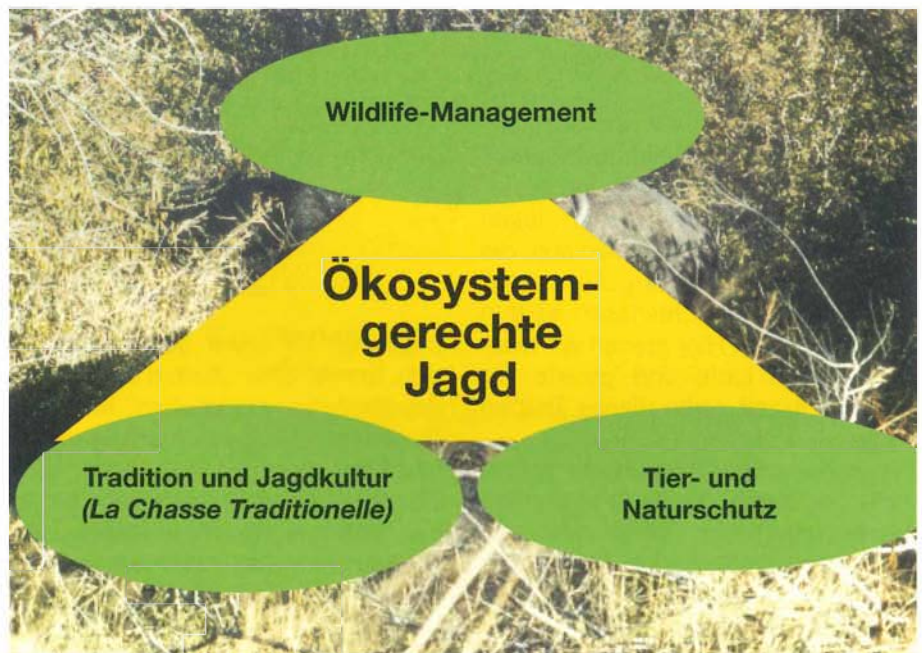 Wildlife-Management
Ökosystem-
gerechte
Jagd
Tradition und Jagdkultur
(La Chasse Traditionelle)
Tier- und
Naturschutz